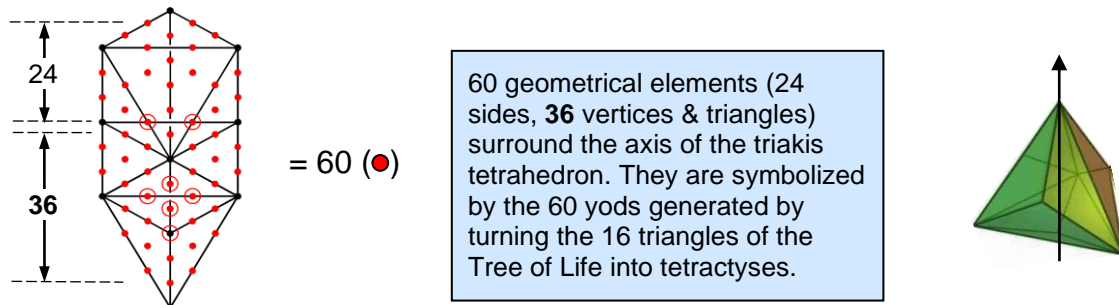 24
36
= 60 ( )
60 geometrical elements (24
sides, 36 vertices & triangles)
surround the axis of the triakis
tetrahedron. They are symbolized
by the 60 yods generated by
turning the 16 triangles of the
Tree of Life into tetractyses.